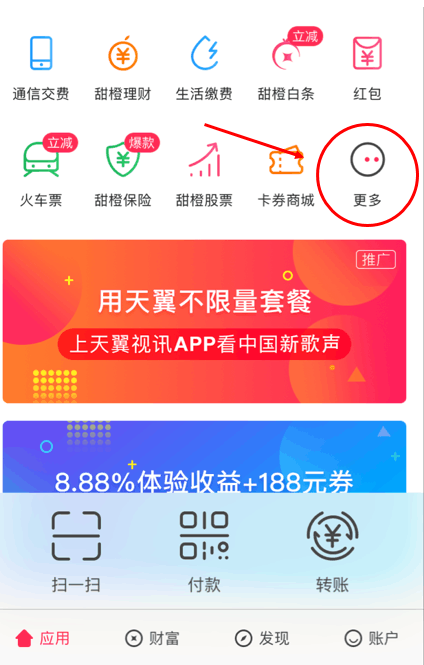 立减
通信交费 甜橙理财 生活缴费 甜橙白条 红包
立减 爆款
火车票 甜橙保险 甜橙股票 卡券商城 更多
推广
用天翼不限量套餐
上天翼视讯APP看中国新歌声
8.88%体验收益+188元券
扫一扫 付款 转账
应用 财富 发现 账户